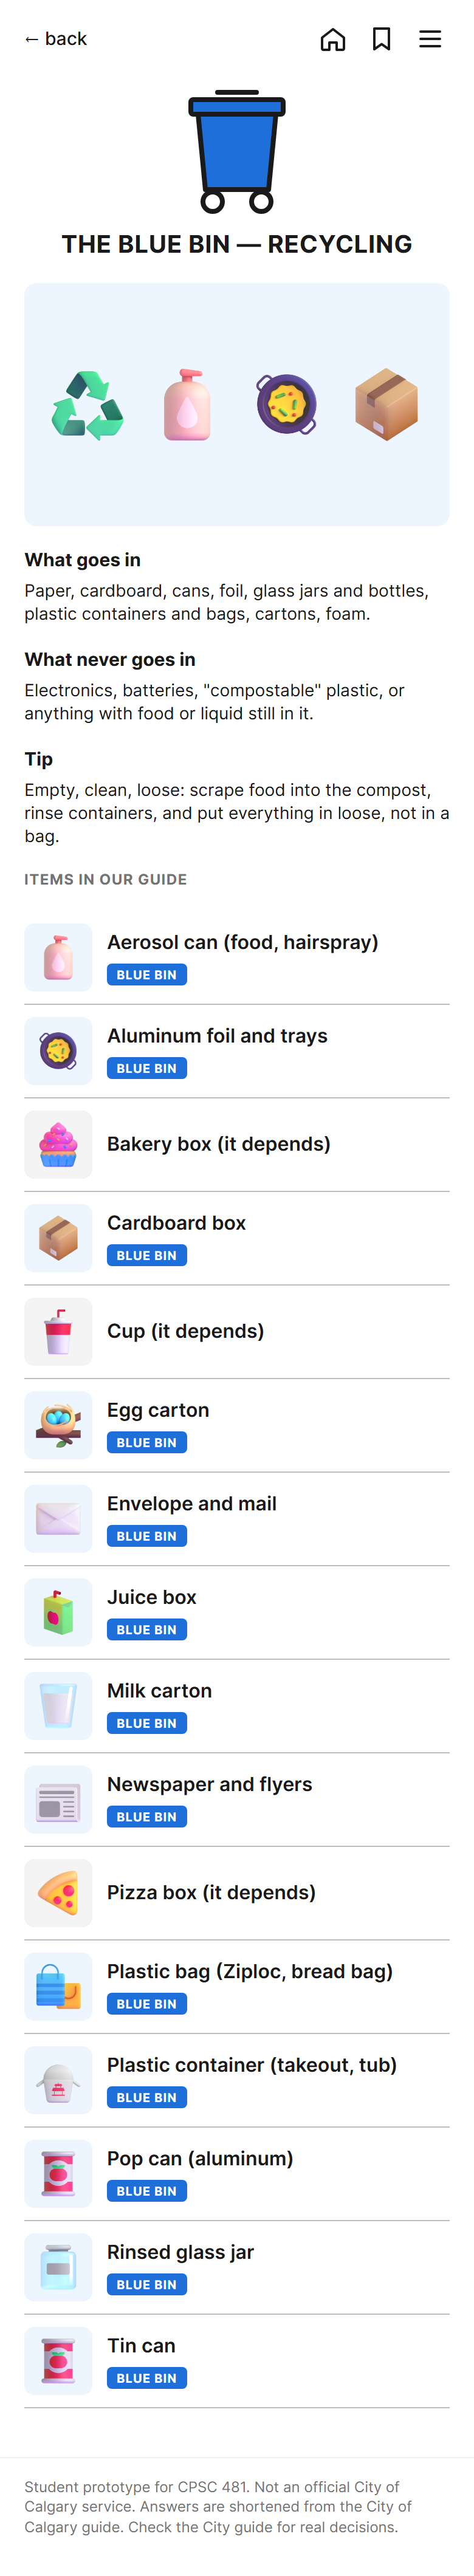 ← back
THE BLUE BIN — RECYCLING
What goes in
Paper, cardboard, cans, foil, glass jars and bottles,
plastic containers and bags, cartons, foam.
What never goes in
Electronics, batteries, "compostable" plastic, or
anything with food or liquid still in it.
Tip
Empty, clean, loose: scrape food into the compost,
rinse containers, and put everything in loose, not in a
bag.
ITEMS IN OUR GUIDE
Aerosol can (food, hairspray)
BLUE BIN
Aluminum foil and trays
BLUE BIN
Bakery box (it depends)
Cardboard box
BLUE BIN
Cup (it depends)
Egg carton
BLUE BIN
Envelope and mail
BLUE BIN
Juice box
BLUE BIN
Milk carton
BLUE BIN
Newspaper and flyers
BLUE BIN
Pizza box (it depends)
Plastic bag (Ziploc, bread bag)
BLUE BIN
Plastic container (takeout, tub)
BLUE BIN
Pop can (aluminum)
BLUE BIN
Rinsed glass jar
BLUE BIN
Tin can
BLUE BIN
Student prototype for CPSC 481. Not an official City of
Calgary service. Answers are shortened from the City of
Calgary guide. Check the City guide for real decisions.